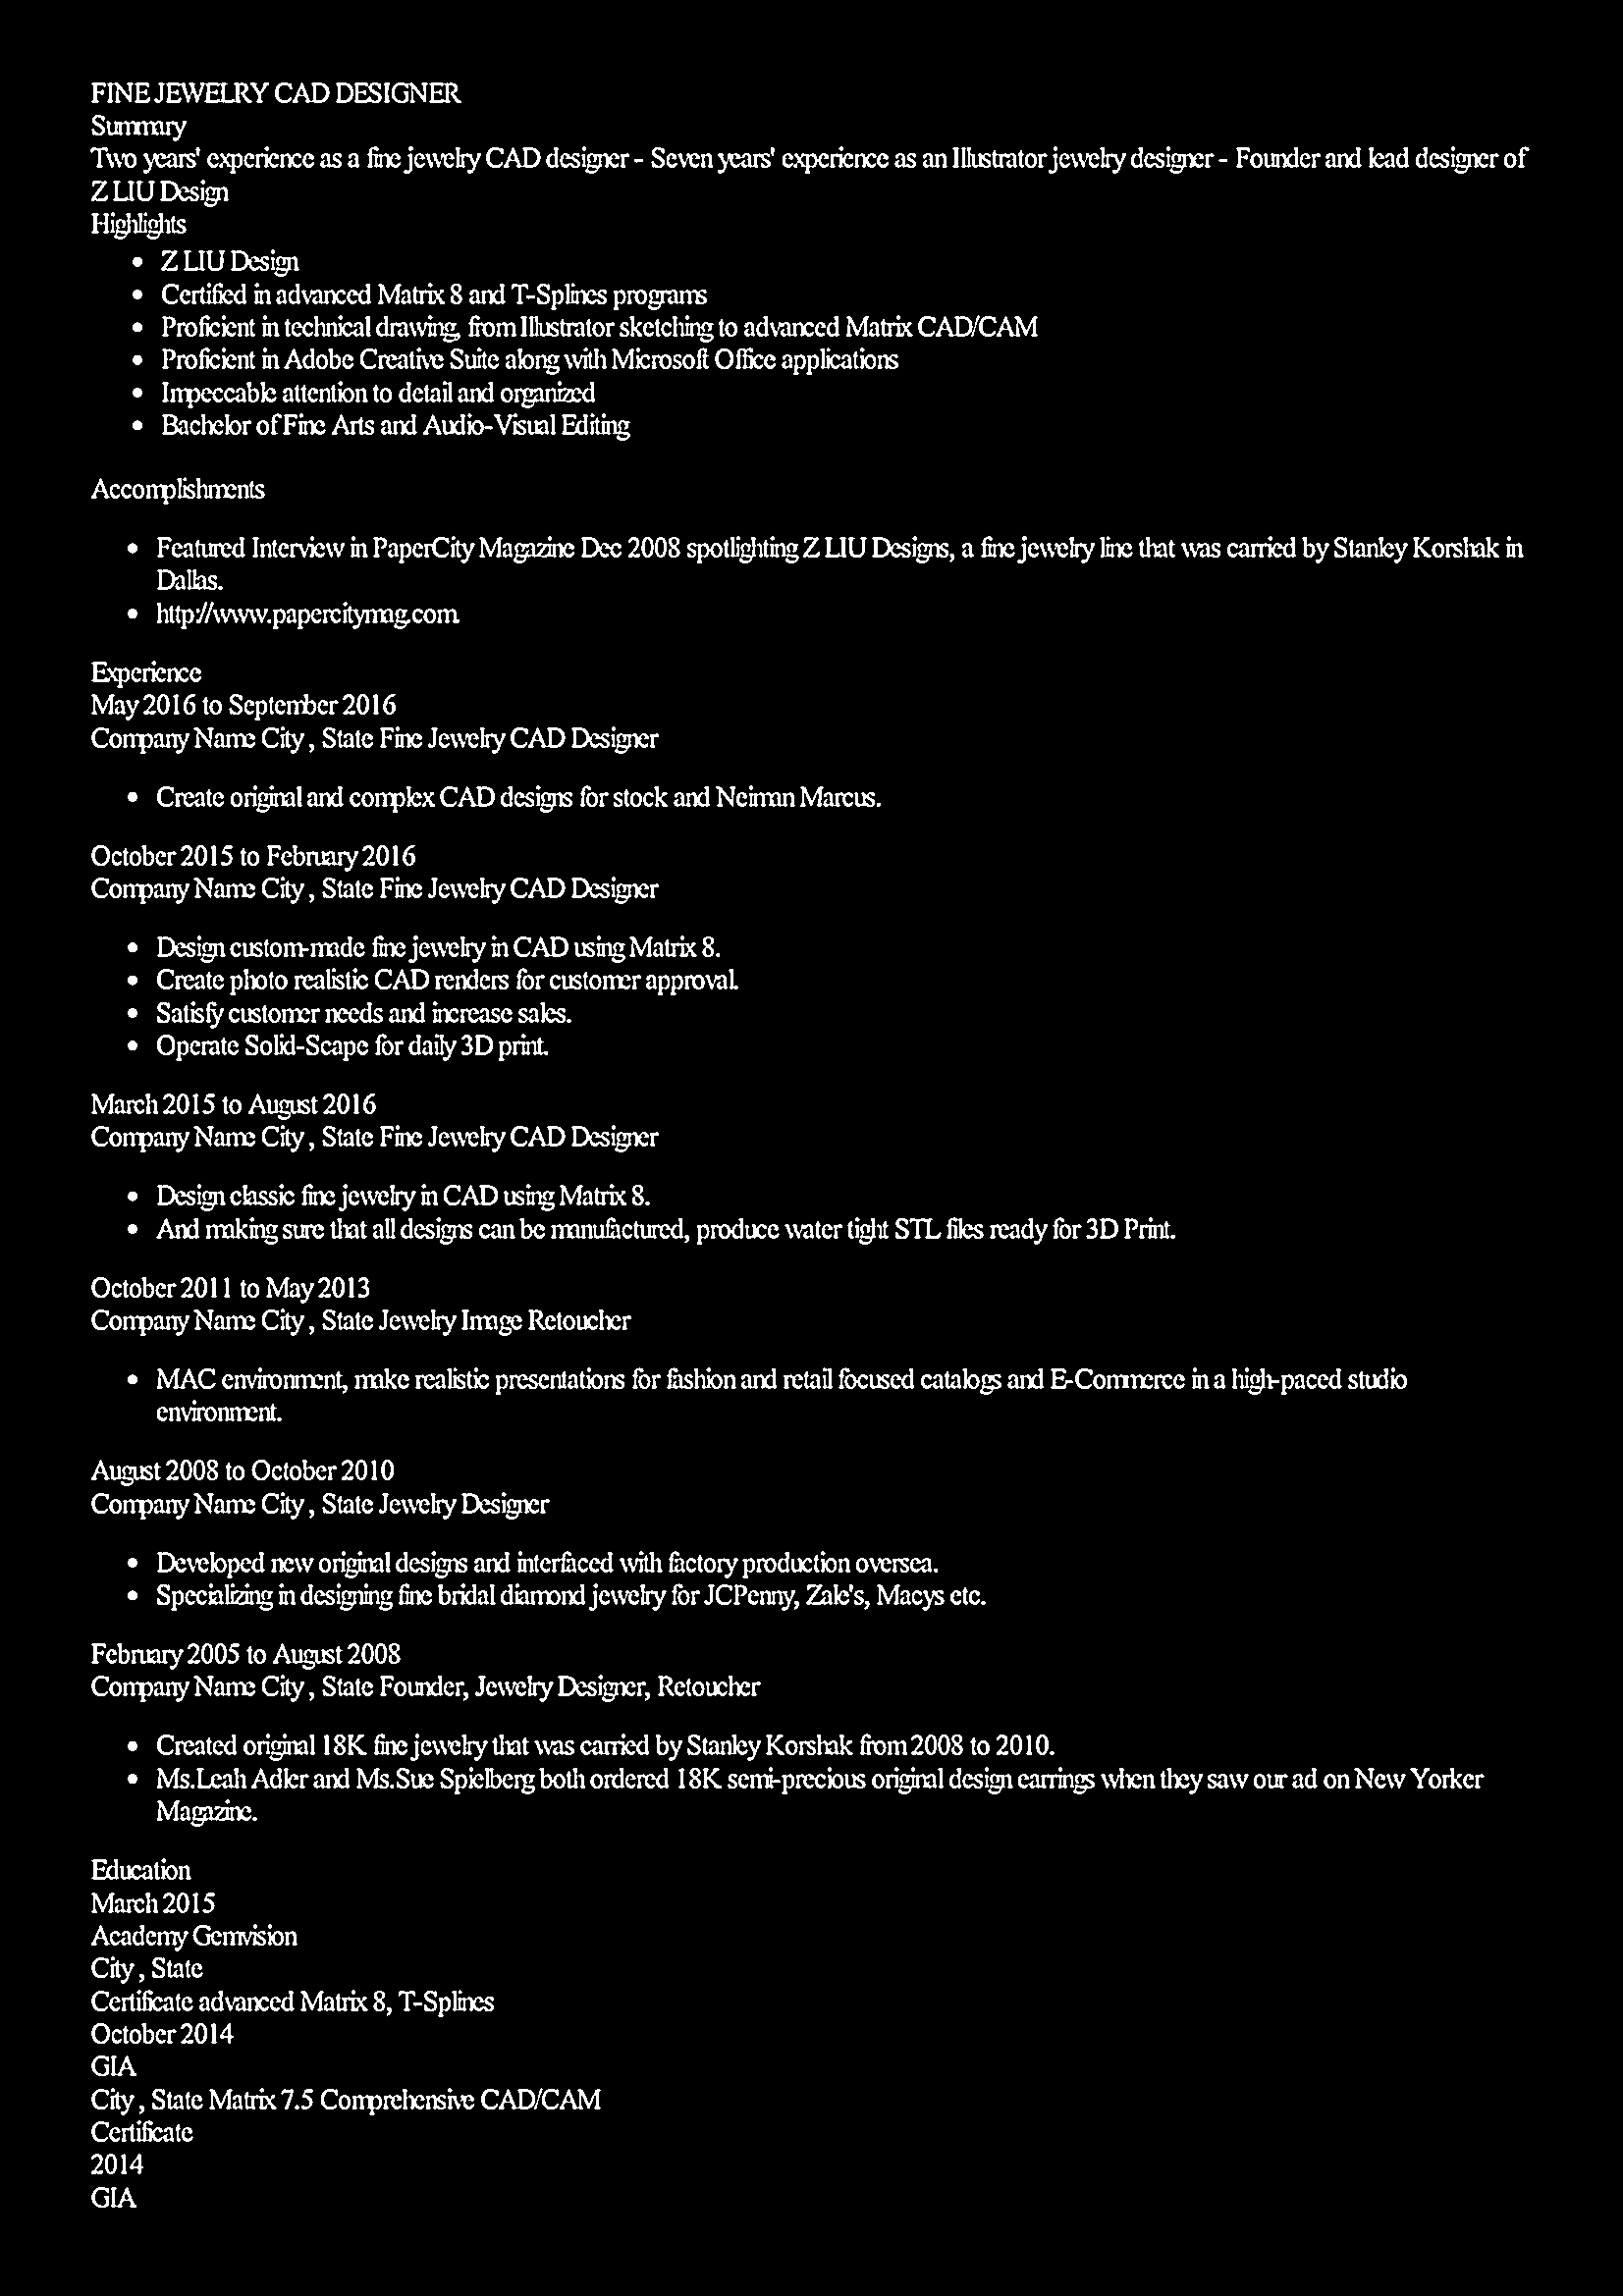 FINE JEWELRY CAD DESIGNER
Summary
Two years' experience as a fine jewelry CAD designer - Seven years' experience as an Illustrator jewelry designer - Founder and lead designer of
Z LIU Design
Highlights
• Z LIU Design
• Certified in advanced Matrix 8 and T-Splines programs
• Proficient in technical drawing, from Illustrator sketching to advanced Matrix CAD/CAM
• Proficient in Adobe Creative Suite along with Microsoft Office applications
• Impeccable attention to detail and organized
• Bachelor of Fine Arts and Audio-Visual Editing
Accomplishments
• Featured Interview in PaperCity Magazine Dec 2008 spotlighting Z LIU Designs, a fine jewelry line that was carried by Stanley Korshak in
Dallas.
• http://www.papercitymag.com
Experience
May 2016 to September 2016
Company Name City , State Fine Jewelry CAD Designer
• Create original and complex CAD designs for stock and Neiman Marcus.
October 2015 to February 2016
Company Name City , State Fine Jewelry CAD Designer
• Design custom-made fine jewelry in CAD using Matrix 8.
• Create photo realistic CAD renders for customer approval.
• Satisfy customer needs and increase sales.
• Operate Solid-Scape for daily 3D print.
March 2015 to August 2016
Company Name City , State Fine Jewelry CAD Designer
• Design classic fine jewelry in CAD using Matrix 8.
• And making sure that all designs can be manufactured, produce water tight STL files ready for 3D Print.
October 2011 to May 2013
Company Name City , State Jewelry Image Retoucher
• MAC environment, make realistic presentations for fashion and retail focused catalogs and E-Commerce in a high-paced studio
environment.
August 2008 to October 2010
Company Name City , State Jewelry Designer
• Developed new original designs and interfaced with factory production oversea.
• Specializing in designing fine bridal diamond jewelry for JCPenny, Zale's, Macys etc.
February 2005 to August 2008
Company Name City , State Founder, Jewelry Designer, Retoucher
• Created original 18K fine jewelry that was carried by Stanley Korshak from 2008 to 2010.
• Ms.Leah Adler and Ms.Sue Spielberg both ordered 18K semi-precious original design earrings when they saw our ad on New Yorker
Magazine.
Education
March 2015
Academy Gemvision
City , State
Certificate advanced Matrix 8, T-Splines
October 2014
GIA
City , State Matrix 7.5 Comprehensive CAD/CAM
Certificate
2014
GIA